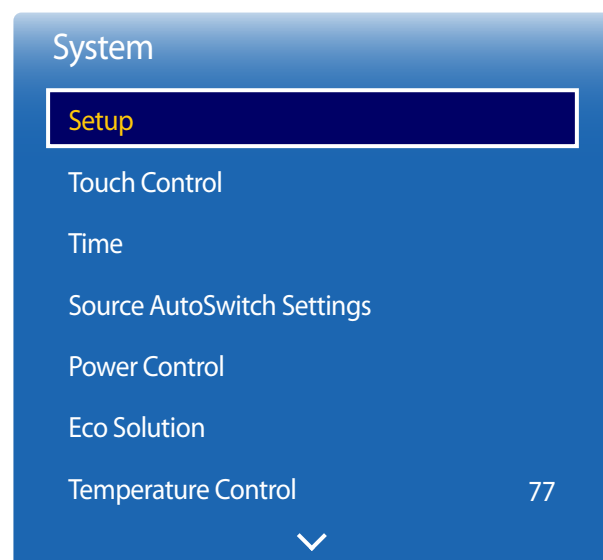 System
Setup
Touch Control
Time
Source AutoSwitch Settings
Power Control
Eco Solution
Temperature Control 77